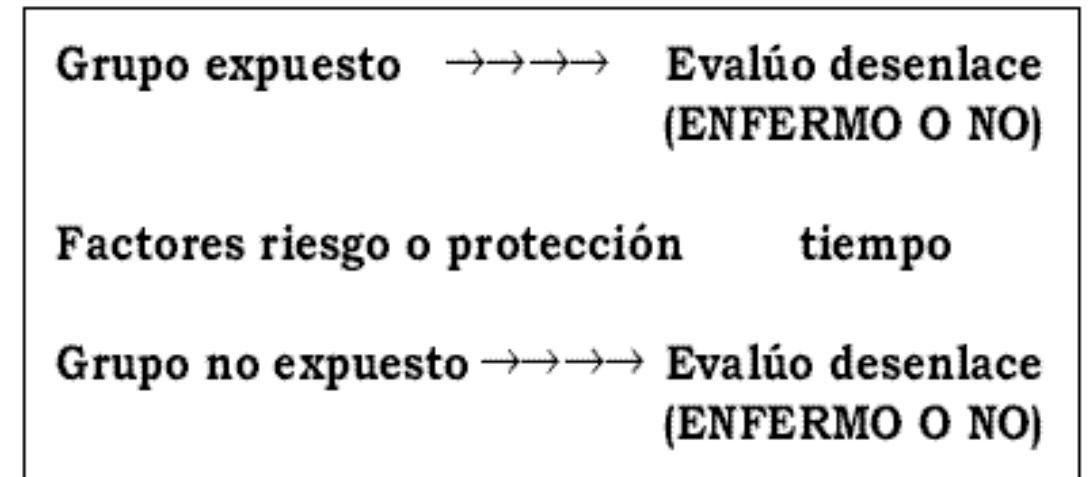 Grupo expuesto →→→→ Evalúo desenlace
(ENFERMO O NO)
Factores riesgo o protección tiempo
Grupo no expuesto →→→→ Evalúo desenlace
(ENFERMO O NO)